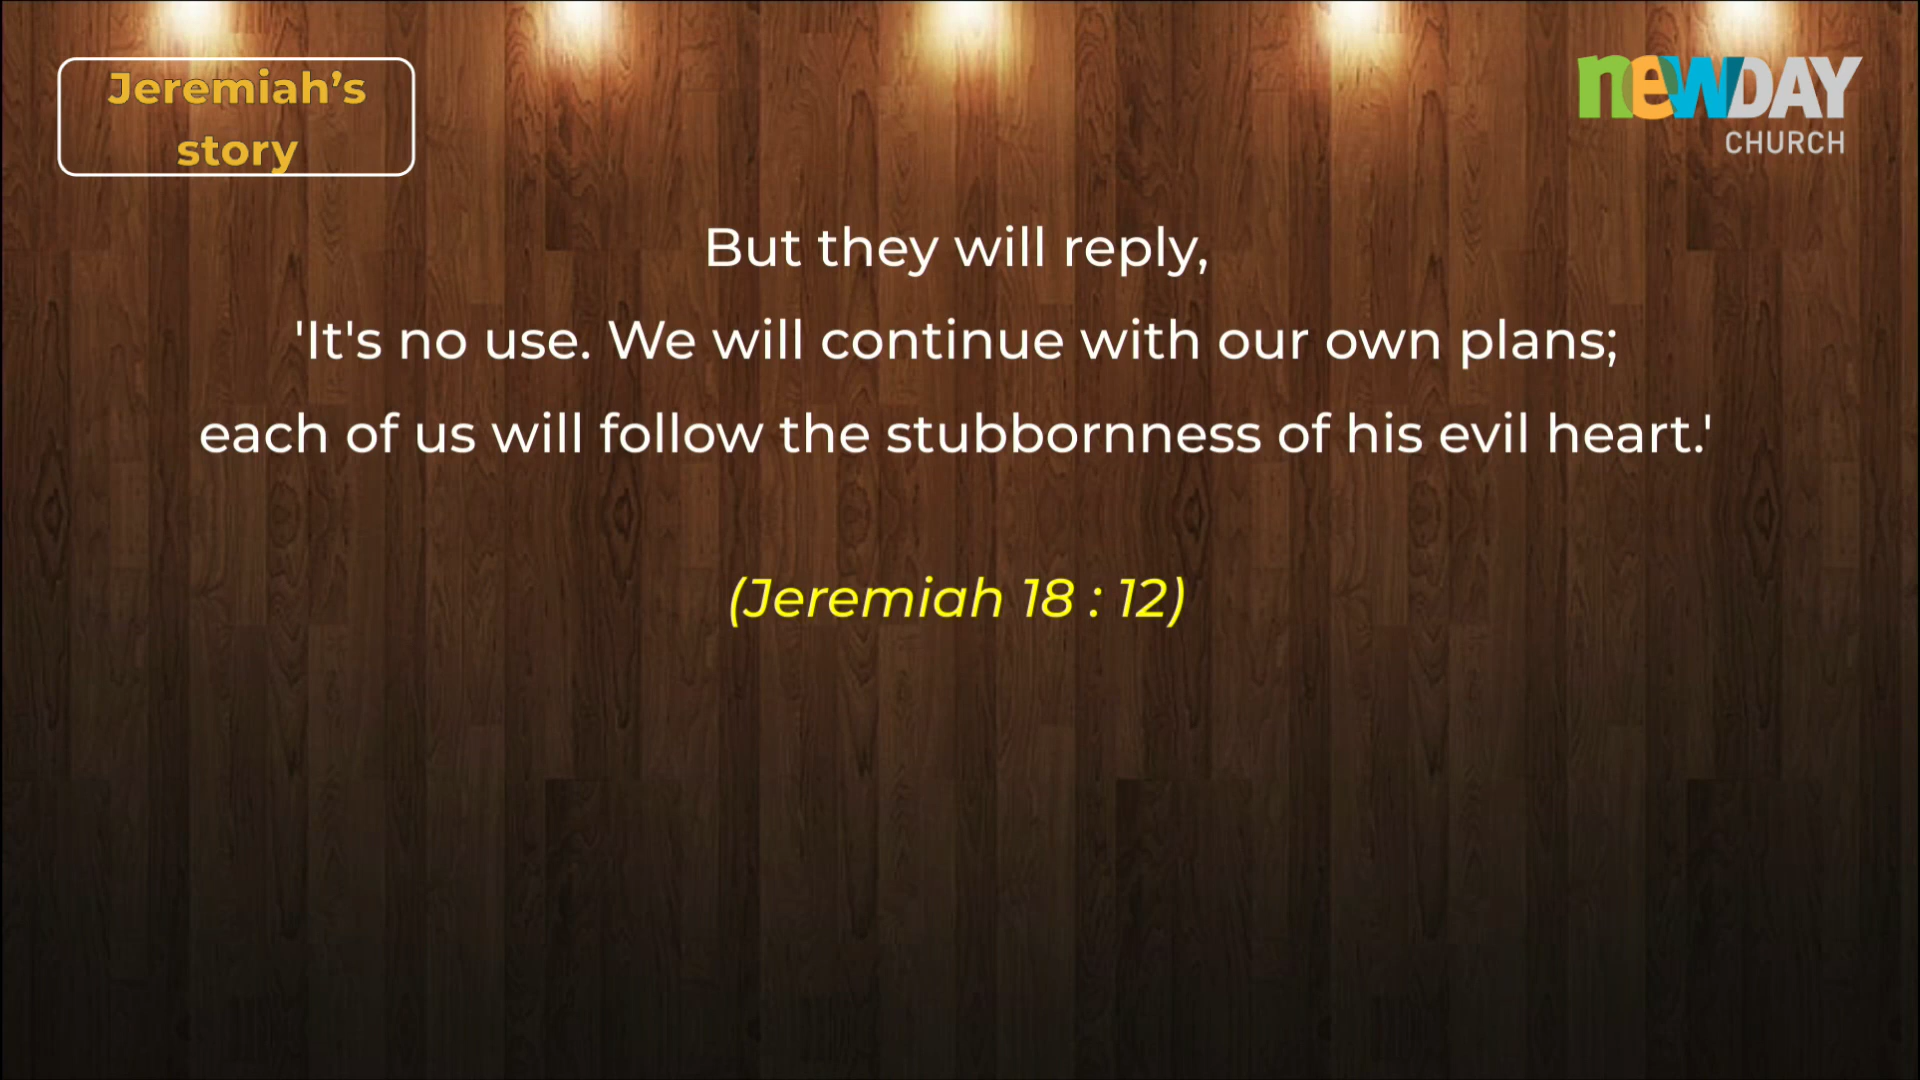 Jeremiah’s
story
newDAY
CHURCH
But they will reply,
'It's no use. We will continue with our own plans;
each of us will follow the stubbornness of his evil heart.'
(Jeremiah 18 : 12)